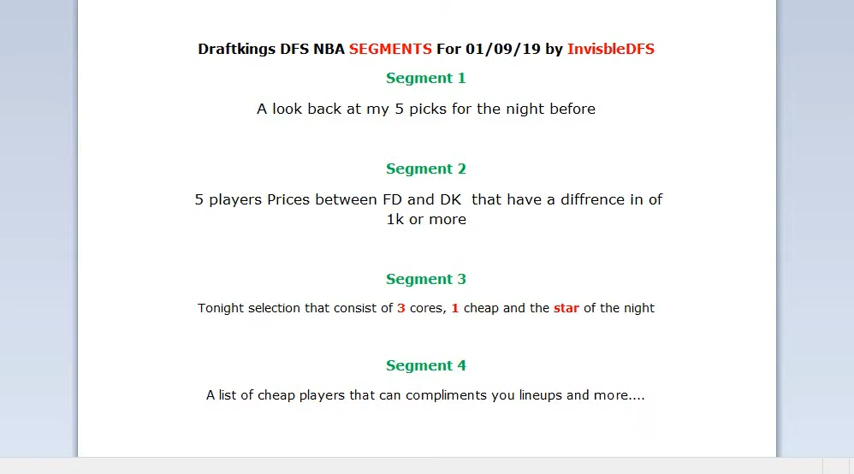 Draftkings DFS NBA SEGMENTS For 01/09/19 by InvisbleDFS
Segment 1
A look back at my 5 picks for the night before
Segment 2
5 players Prices between FD and DK that have a diffrence in of
1k or more
Segment 3
Tonight selection that consist of 3 cores, 1 cheap and the star of the night
Segment 4
A list of cheap players that can compliments you lineups and more....